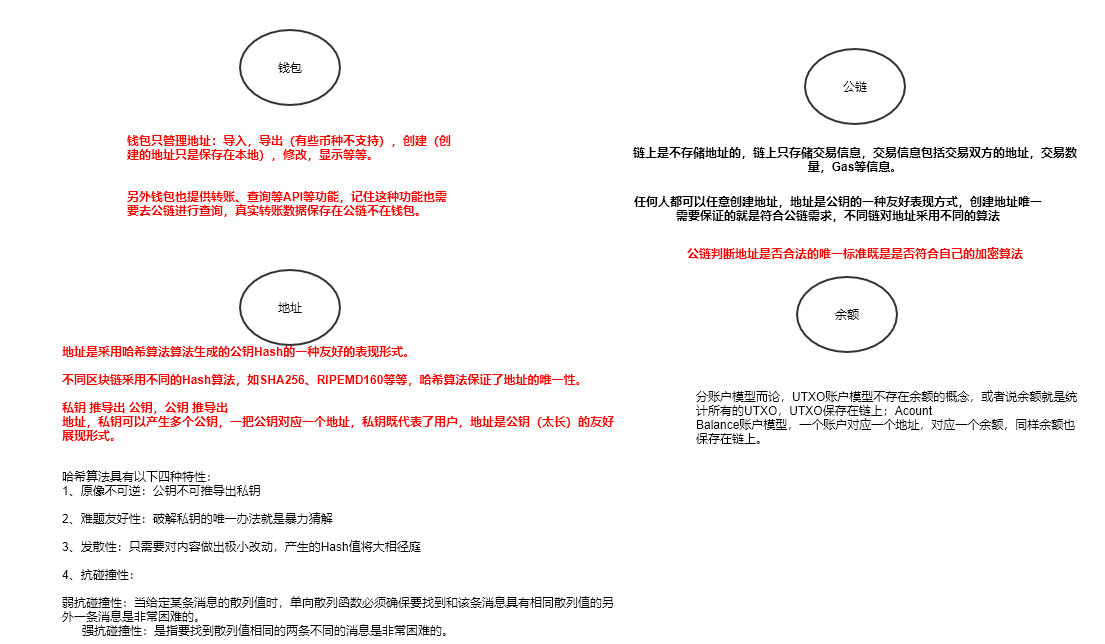 钱包
钱包只管理地址：导入，导出（有些币种不支持），创建（创
建的地址只是保存在本地），修改，显示等等。
另外钱包也提供转账、查询等API等功能，记住这种功能也需
要去公链进行查询，真实转账数据保存在公链不在钱包。
地址
地址是采用哈希算法算法生成的公钥Hash的一种友好的表现形式。
不同区块链采用不同的Hash算法，如SHA256、RIPEMD160等等，哈希算法保证了地址的唯一性。
私钥 推导出 公钥，公钥 推导出
地址，私钥可以产生多个公钥，一把公钥对应一个地址，私钥既代表了用户，地址是公钥（太长）的友好
展现形式。
哈希算法具有以下四种特性：
1、原像不可逆：公钥不可推导出私钥
2、难题友好性：破解私钥的唯一办法就是暴力猜解
3、发散性：只需要对内容做出极小改动，产生的Hash值将大相径庭
4、抗碰撞性：
弱抗碰撞性：当给定某条消息的散列值时，单向散列函数必须确保要找到和该条消息具有相同散列值的另
外一条消息是非常困难的。
强抗碰撞性：是指要找到散列值相同的两条不同的消息是非常困难的。
公链
链上是不存储地址的，链上只存储交易信息，交易信息包括交易双方的地址，交易数
量，Gas等信息。
任何人都可以任意创建地址，地址是公钥的一种友好表现方式，创建地址唯一
需要保证的就是符合公链需求，不同链对地址采用不同的算法
公链判断地址是否合法的唯一标准既是是否符合自己的加密算法
余额
分账户模型而论，UTXO账户模型不存在余额的概念，或者说余额就是统
计所有的UTXO，UTXO保存在链上；Acount
Balance账户模型，一个账户对应一个地址，对应一个余额，同样余额也
保存在链上。